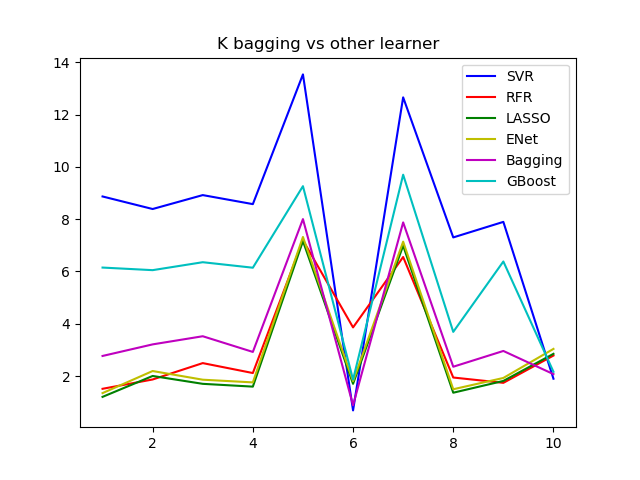 K bagging vs other learner
14
12
10
8
6
4
2
2 4 6 8 10
SVR
RFR
LASSO
ENet
Bagging
GBoost